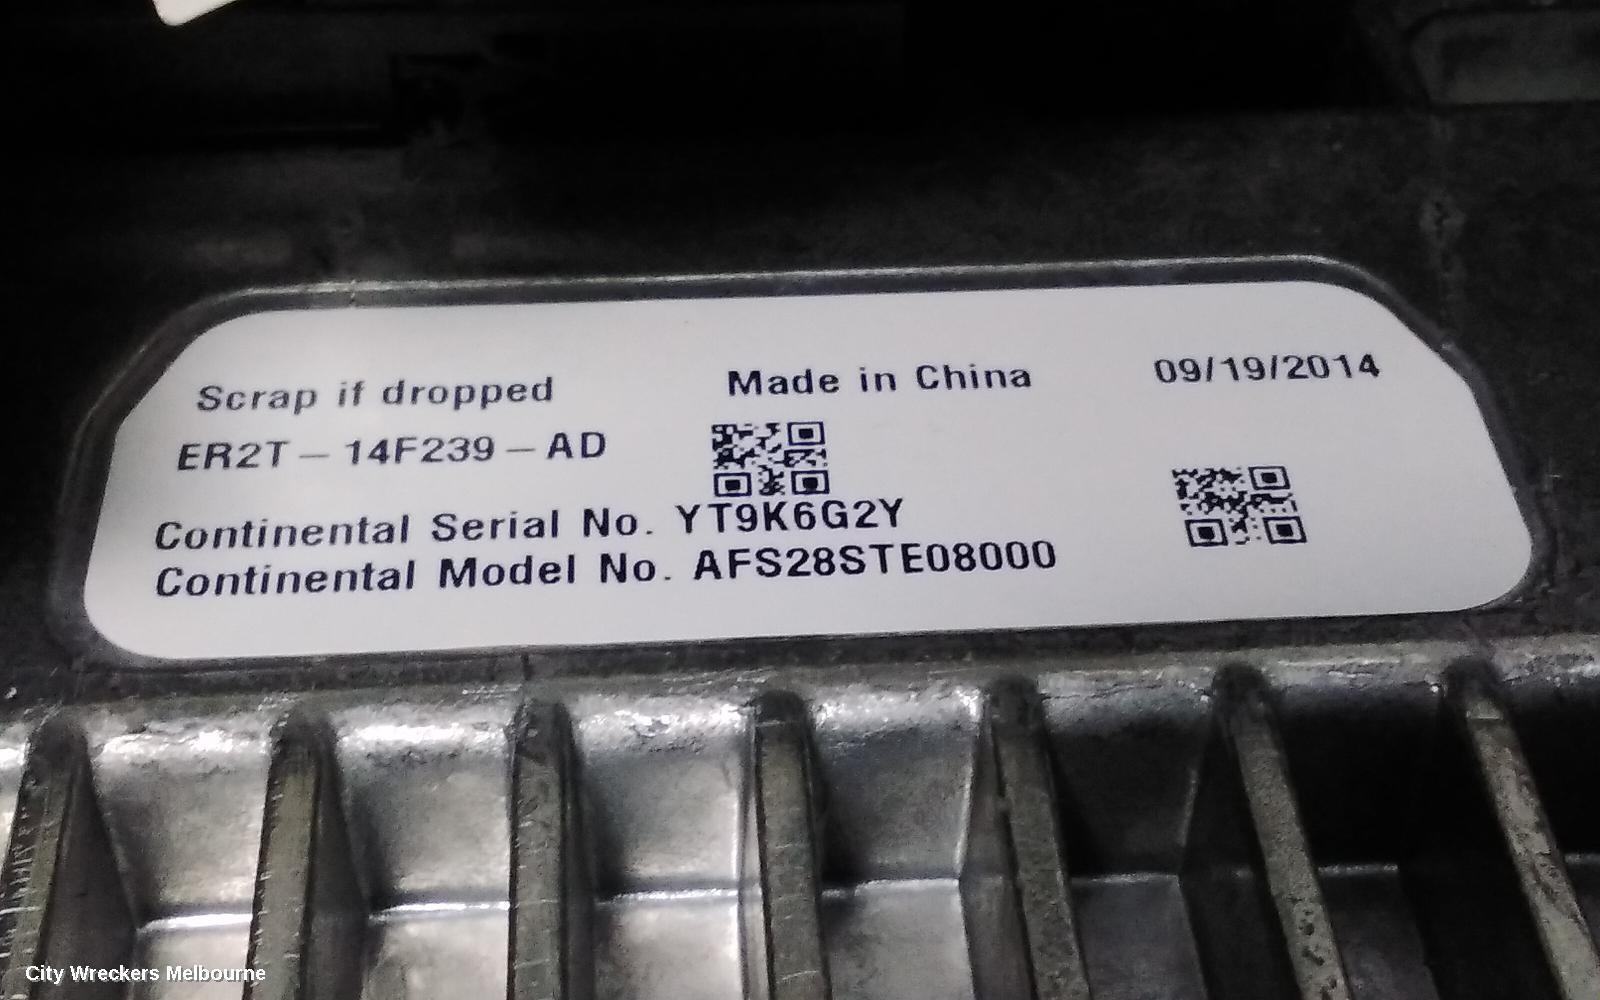 Scrap if dropped Made in China 09/19/2014
ER2T - 14F239 - AD
Continental Serial No. YT9K6G2Y
Continental Model No. AFS28STE08000
City Wreckers Melbourne